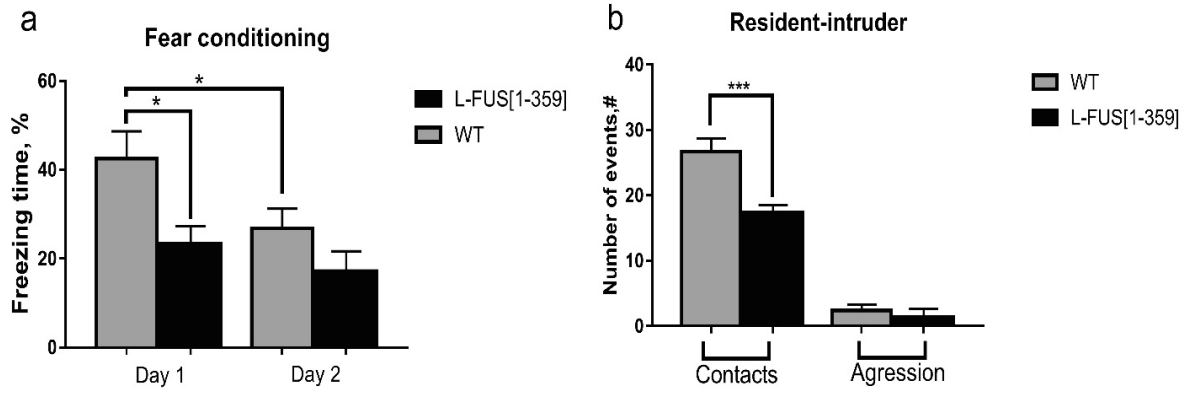 a
Fear conditioning
Freezing time, %
60
40
20
0
*
*
Day 1
Day 2
L-FUS[1-359]
WT
b
Resident-intruder
Number of events,#
40
30
20
10
0
***
Contacts
Agression
WT
L-FUS[1-359]